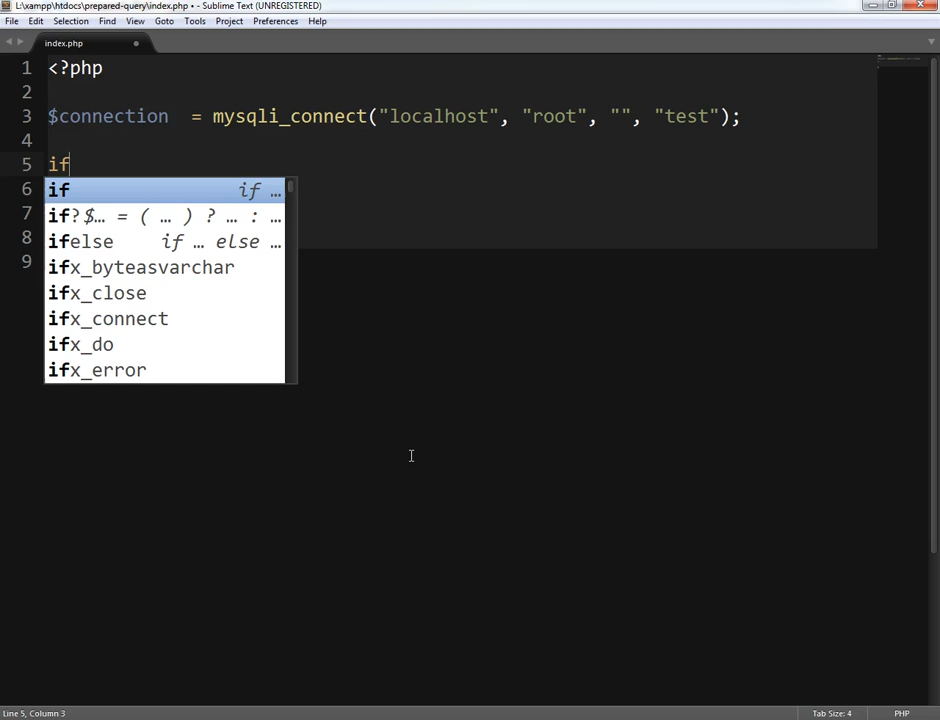 L:\xampp\htdocs\prepared-query\index.php • - Sublime Text (UNREGISTERED)
File Edit Selection Find View Goto Tools Project Preferences Help
index.php
1 <?php
2
3 $connection  = mysqli_connect("localhost", "root", "", "test");
4
5 if
6 if if …
7 if?$… = ( … ) ? … : …
8 ifelse if … else …
9 ifx_byteasvarchar
ifx_close
ifx_connect
ifx_do
ifx_error
Line 5, Column 3 Tab Size: 4 PHP